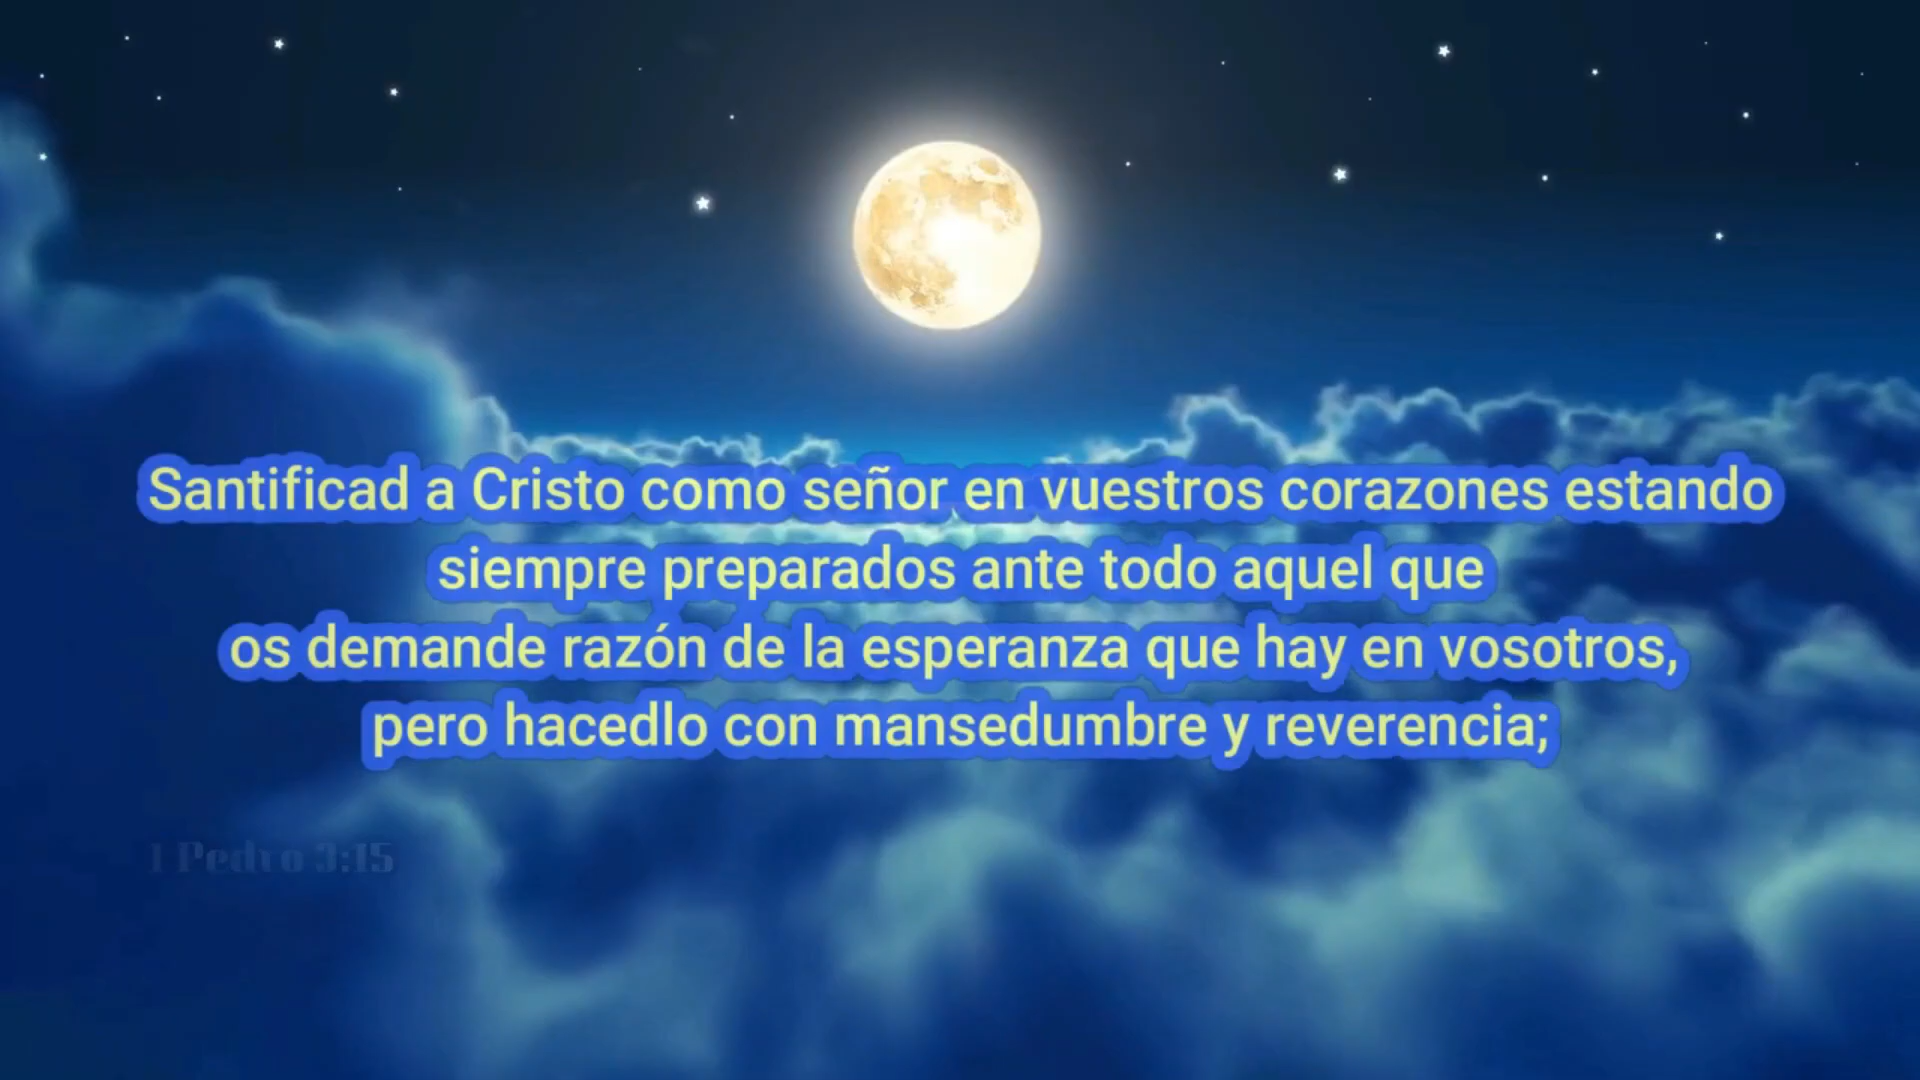 Santificad a Cristo como señor en vuestros corazones estando
siempre preparados ante todo aquel que
os demande razón de la esperanza que hay en vosotros,
pero hacedlo con mansedumbre y reverencia;
1 Pedro 3:15